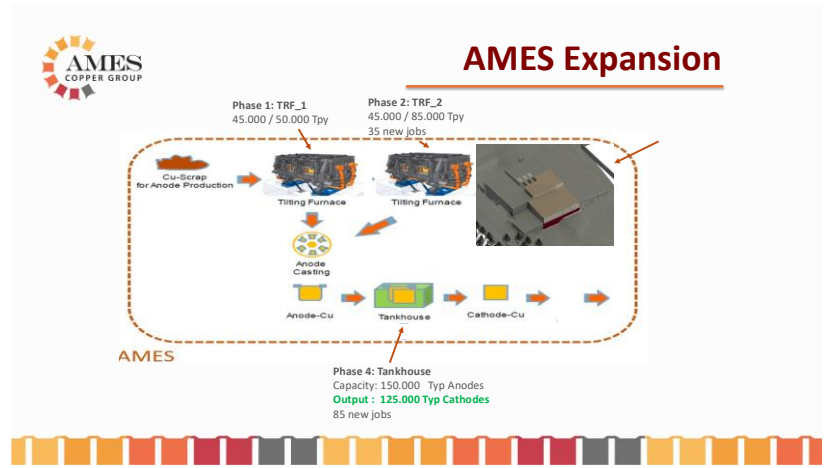 AMES
COPPER GROUP
AMES Expansion
Phase 1: TRF_1
45.000 / 50.000 Tpy
Phase 2: TRF_2
45.000 / 85.000 Tpy
35 new jobs
Cu-Scrap
for Anode Production
Tilting Furnace
Tilting Furnace
Anode
Casting
Anode-Cu
Tankhouse
Cathode-Cu
AMES
Phase 4: Tankhouse
Capacity: 150.000 Typ Anodes
Output : 125.000 Typ Cathodes
85 new jobs